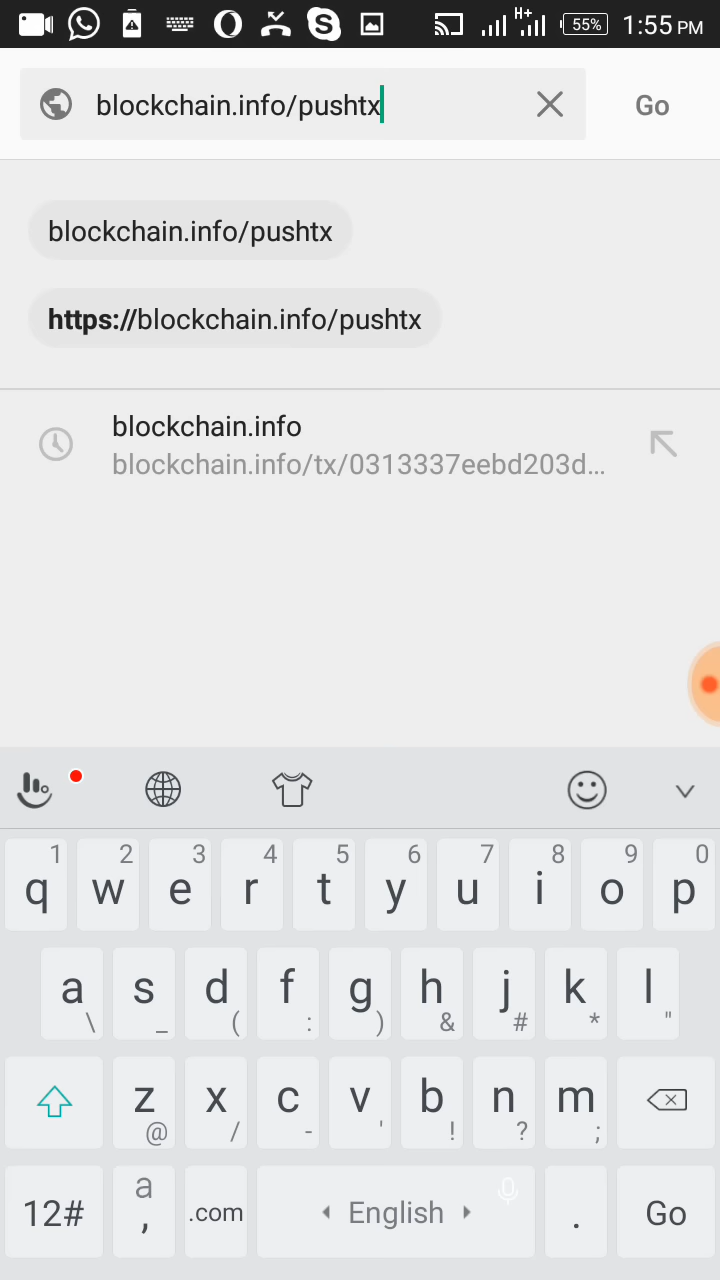 H+ 55% 1:55 PM
blockchain.info/pushtx Go
blockchain.info/pushtx
https://blockchain.info/pushtx
blockchain.info
blockchain.info/tx/0313337eebd203d...
1 2 3 4 5 6 7 8 9 0
q w e r t y u i o p
a s d f g h j k l
\ _ ( : ) & # * "
z x c v b n m
@ / - ' ! ? ;
12# a , .com English . Go